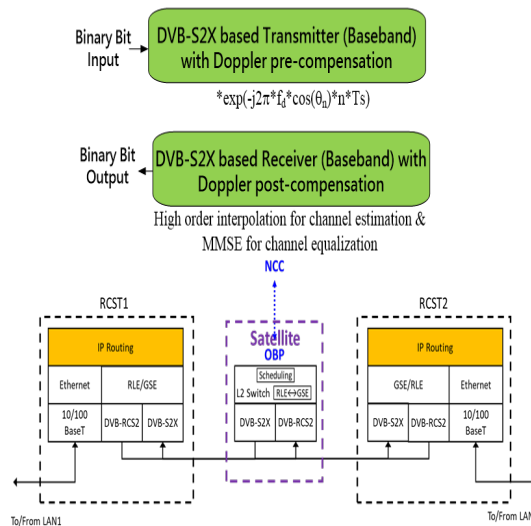 Binary Bit
Input
DVB-S2X based Transmitter (Baseband)
with Doppler pre-compensation
*exp(-j2π*f_d*cos(θ_n)*n*Ts)
Binary Bit
Output
DVB-S2X based Receiver (Baseband) with
Doppler post-compensation
High order interpolation for channel estimation &
MMSE for channel equalization
NCC
RCST1
Satellite
OBP
RCST2
IP Routing
Ethernet
RLE/GSE
10/100
BaseT
DVB-RCS2
DVB-S2X
Scheduling
L2 Switch
RLE↔GSE
DVB-S2X
DVB-RCS2
IP Routing
GSE/RLE
Ethernet
DVB-S2X
DVB-RCS2
10/100
BaseT
To/From LAN1
To/From LAN